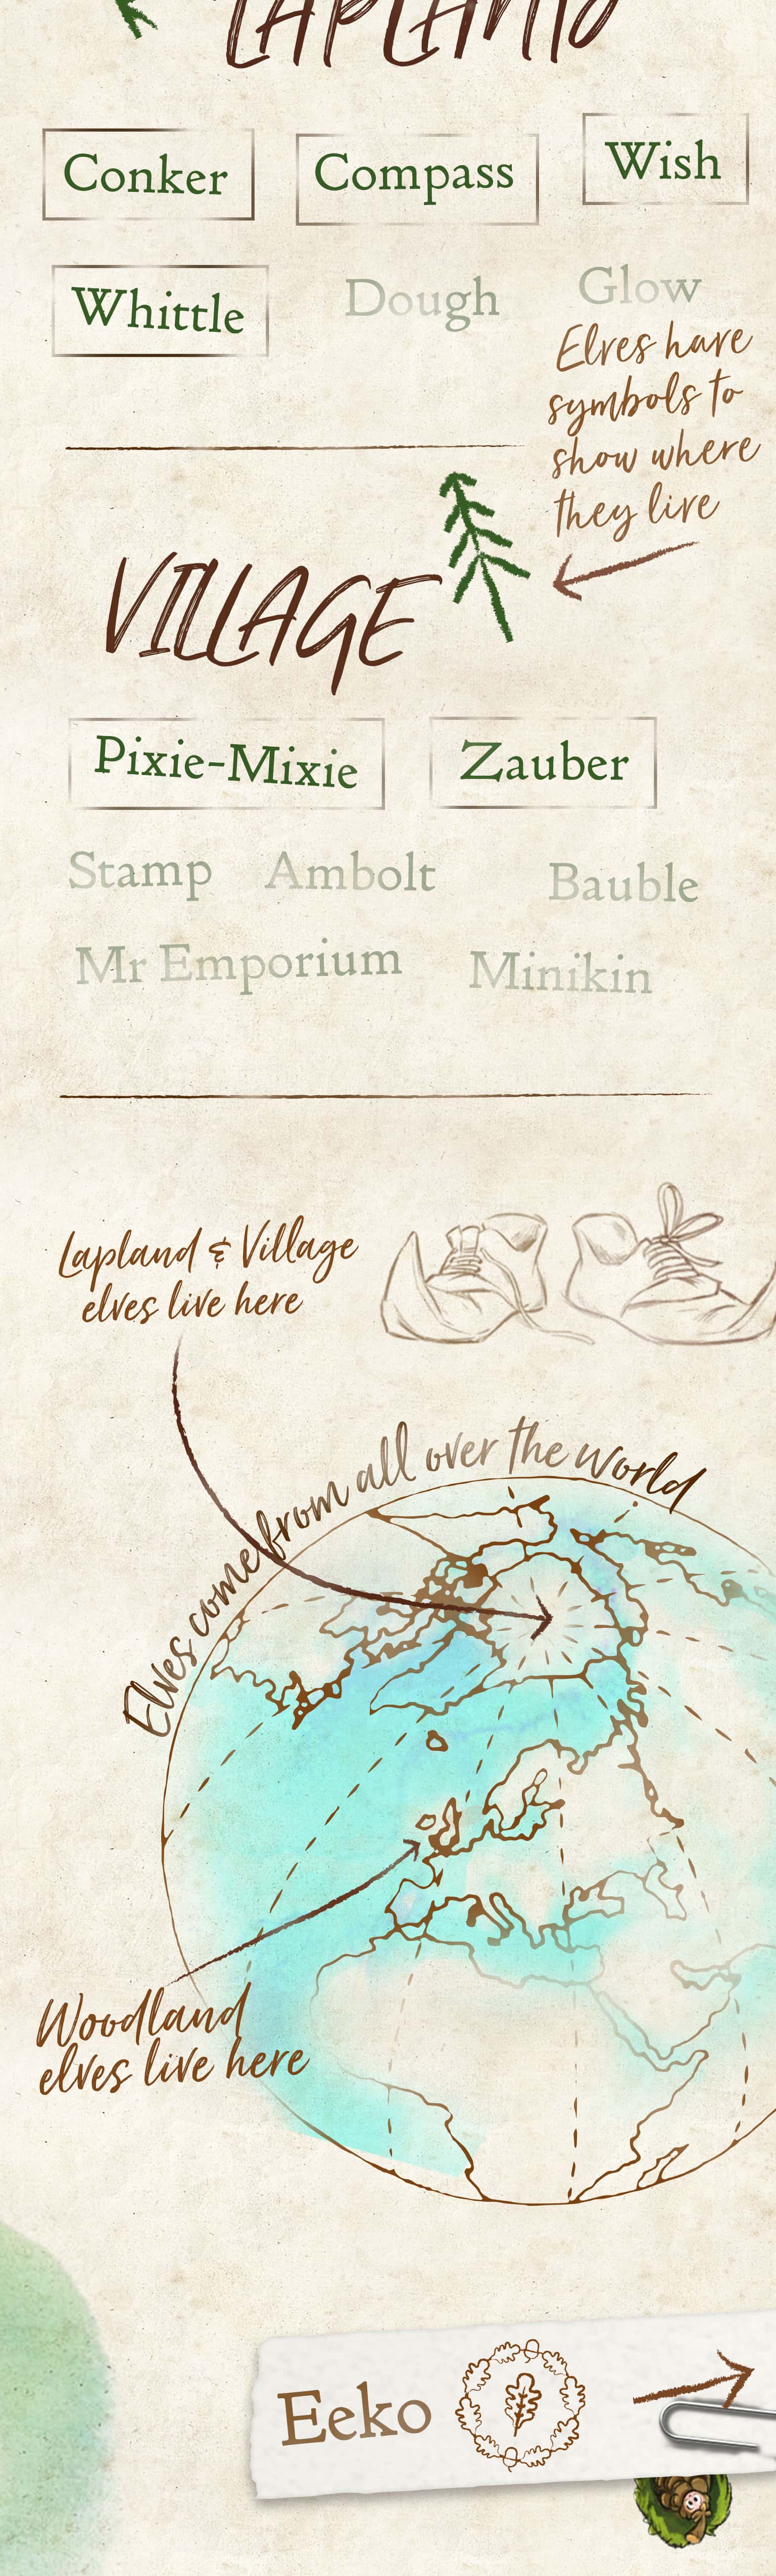 LAPLAND
Conker
Compass
Wish
Whittle
Dough
Glow
Elves have
symbols to
show where
they live
VILLAGE
Pixie-Mixie
Zauber
Stamp
Ambolt
Bauble
Mr Emporium
Minikin
Lapland & Village
elves live here
Elves come from all over the world
Woodland
elves live here
Eeko